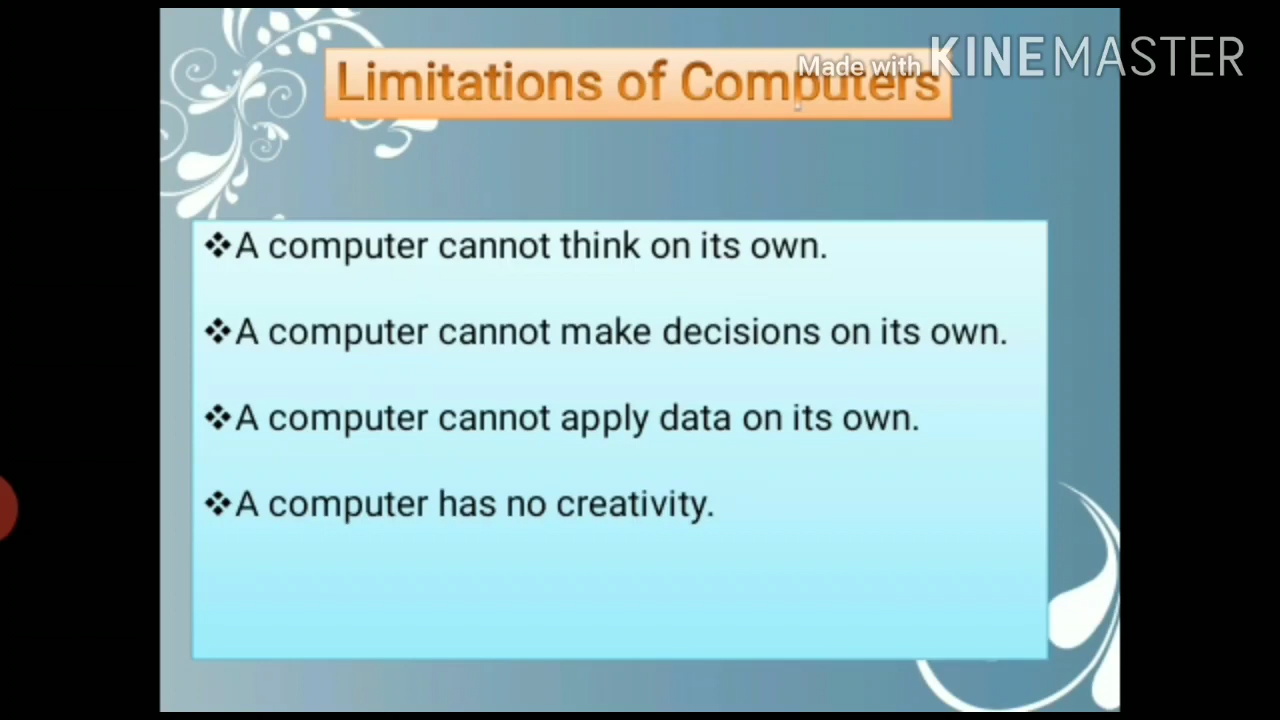 Made with KINEMASTER
Limitations of Computers
❖A computer cannot think on its own.
❖A computer cannot make decisions on its own.
❖A computer cannot apply data on its own.
❖A computer has no creativity.